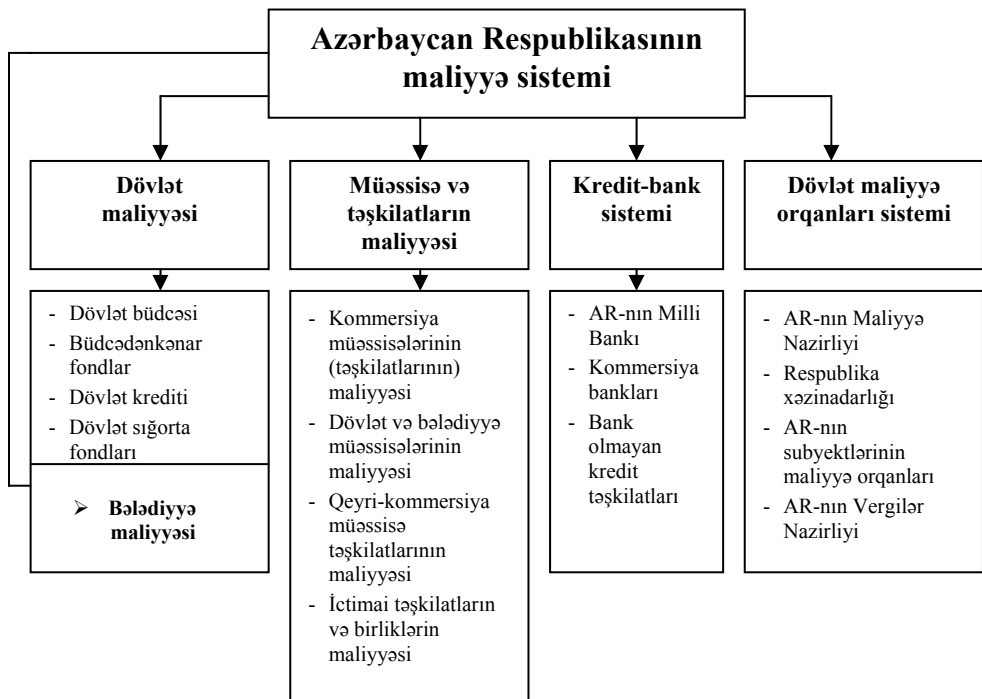 Azərbaycan Respublikasının
maliyyə sistemi
Dövlət
maliyyəsi
Müəssisə və
təşkilatların
maliyyəsi
Kredit-bank
sistemi
Dövlət maliyyə
orqanları sistemi
- Dövlət büdcəsi
- Büdcədənkənar
fondlar
- Dövlət krediti
- Dövlət sığorta
fondları
➢ Bələdiyyə
maliyyəsi
- Kommersiya
müəssisələrinin
(təşkilatlarının)
maliyyəsi
- Dövlət və bələdiyyə
müəssisələrinin
maliyyəsi
- Qeyri-kommersiya
müəssisə
təşkilatlarının
maliyyəsi
- İctimai təşkilatların
və birliklərin
maliyyəsi
- AR-nın Milli
Bankı
- Kommersiya
bankları
- Bank
olmayan
kredit
təşkilatları
- AR-nın Maliyyə
Nazirliyi
- Respublika
xəzinadarlığı
- AR-nın
subyektlərinin
maliyyə orqanları
- AR-nın Vergilər
Nazirliyi